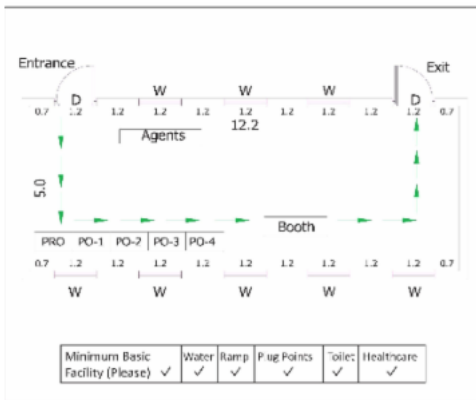 Entrance
Exit
D W W W D
0.7 1.2 1.2 1.2 1.2 1.2 1.2 1.2 1.2 1.2 0.7
12.2
Agents
5.0
Booth
PRO PO-1 PO-2 PO-3 PO-4
0.7 1.2 1.2 1.2 1.2 1.2 1.2 1.2 1.2 1.2 0.7
W W W W W
Minimum Basic Facility (Please) ✓ Water ✓ Ramp ✓ Plug Points ✓ Toilet ✓ Healthcare ✓